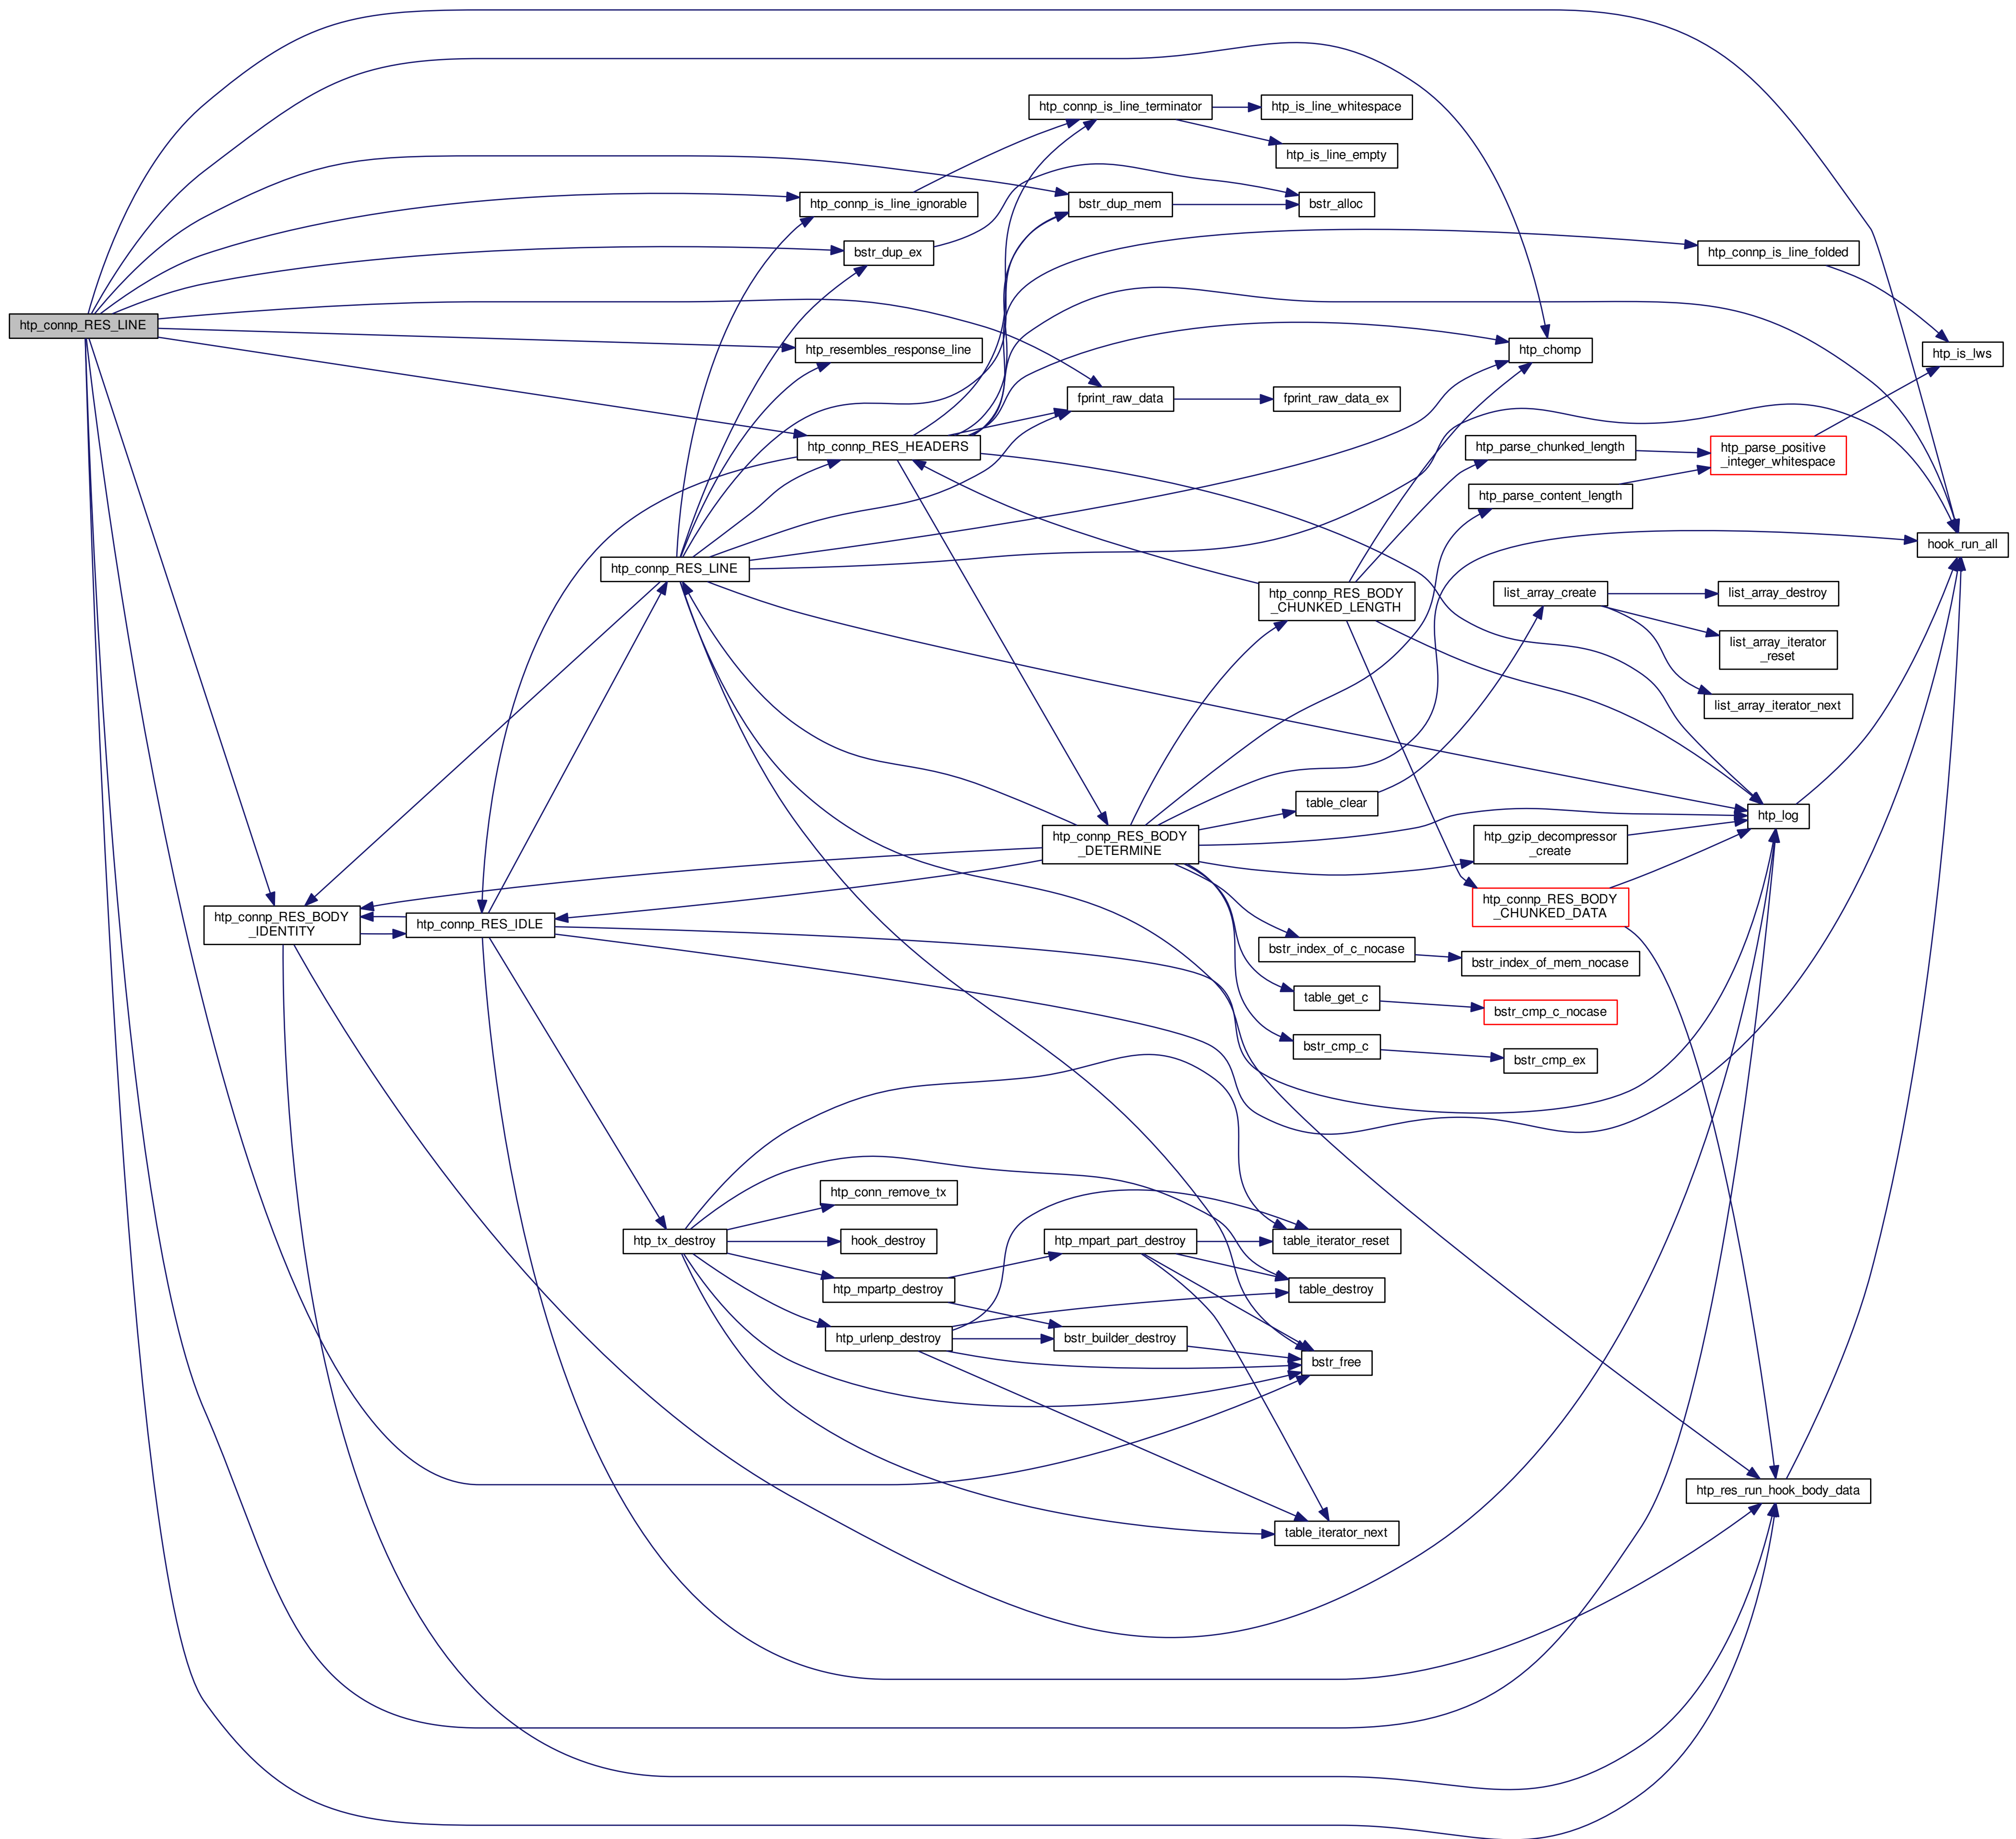 htp_connp_is_line_terminator
htp_is_line_whitespace
htp_is_line_empty
htp_connp_is_line_ignorable
bstr_dup_mem
bstr_alloc
bstr_dup_ex
htp_connp_is_line_folded
htp_connp_RES_LINE
htp_resembles_response_line
htp_chomp
htp_is_lws
fprint_raw_data
fprint_raw_data_ex
htp_connp_RES_HEADERS
htp_parse_chunked_length
htp_parse_positive
_integer_whitespace
htp_parse_content_length
hook_run_all
htp_connp_RES_LINE
htp_connp_RES_BODY
_CHUNKED_LENGTH
list_array_create
list_array_destroy
list_array_iterator
_reset
list_array_iterator_next
table_clear
htp_log
htp_connp_RES_BODY
_DETERMINE
htp_gzip_decompressor
_create
htp_connp_RES_BODY
_CHUNKED_DATA
htp_connp_RES_BODY
_IDENTITY
htp_connp_RES_IDLE
bstr_index_of_c_nocase
bstr_index_of_mem_nocase
table_get_c
bstr_cmp_c_nocase
bstr_cmp_c
bstr_cmp_ex
htp_conn_remove_tx
htp_tx_destroy
hook_destroy
htp_mpart_part_destroy
table_iterator_reset
htp_mpartp_destroy
table_destroy
htp_urlenp_destroy
bstr_builder_destroy
bstr_free
htp_res_run_hook_body_data
table_iterator_next